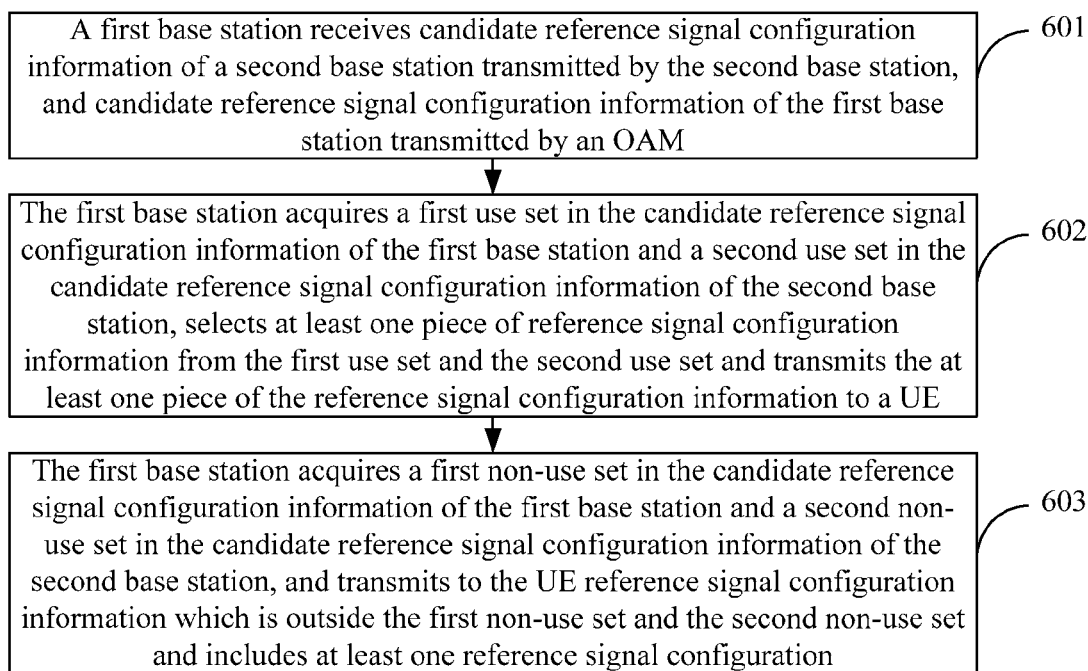 A first base station receives candidate reference signal configuration
information of a second base station transmitted by the second base station,
and candidate reference signal configuration information of the first base
station transmitted by an OAM
601
The first base station acquires a first use set in the candidate reference signal
configuration information of the first base station and a second use set in the
candidate reference signal configuration information of the second base
station, selects at least one piece of reference signal configuration
information from the first use set and the second use set and transmits the at
least one piece of the reference signal configuration information to a UE
602
The first base station acquires a first non-use set in the candidate reference
signal configuration information of the first base station and a second non-
use set in the candidate reference signal configuration information of the
second base station, and transmits to the UE reference signal configuration
information which is outside the first non-use set and the second non-use set
and includes at least one reference signal configuration
603